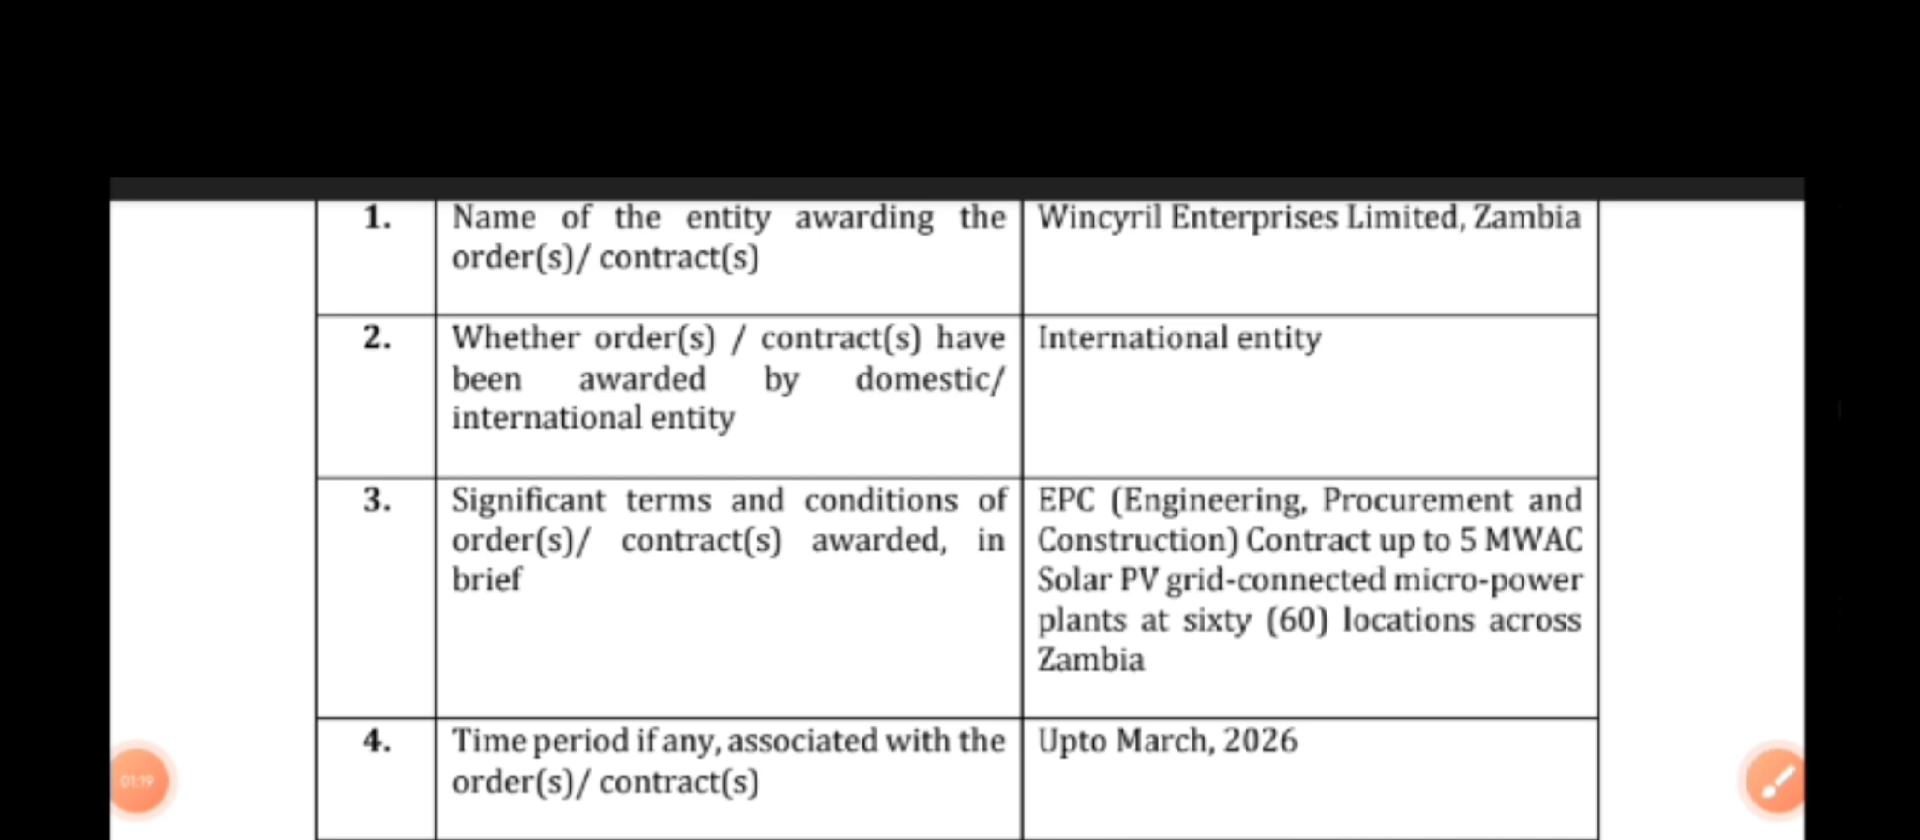 1. Name of the entity awarding the Wincyril Enterprises Limited, Zambia
order(s)/ contract(s)
2. Whether order(s) / contract(s) have International entity
been awarded by domestic/
international entity
3. Significant terms and conditions of EPC (Engineering, Procurement and
order(s)/ contract(s) awarded, in Construction) Contract up to 5 MWAC
brief Solar PV grid-connected micro-power
plants at sixty (60) locations across
Zambia
4. Time period if any, associated with the Upto March, 2026
order(s)/ contract(s)
01:19